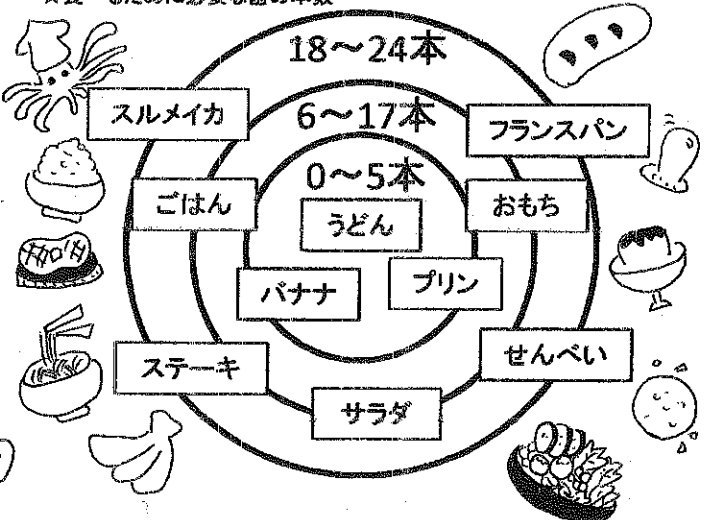 18～24本
スルメイカ
6～17本
フランスパン
0～5本
ごはん
おもち
うどん
バナナ
プリン
ステーキ
せんべい
サラダ